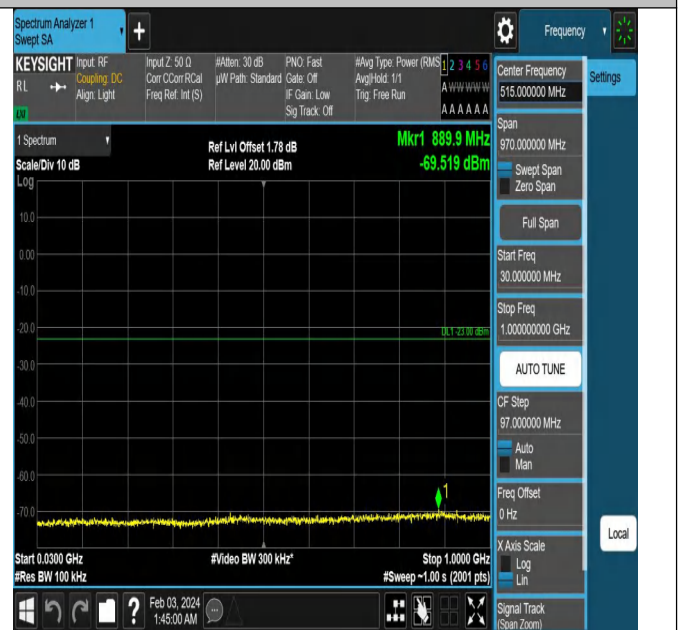 Spectrum Analyzer 1
Swept SA
+
Frequency
KEYSIGHT
RL
LXI
Input: RF
Coupling: DC
Align: Light
Input Z: 50 Ω
Corr CCorr RCal
Freq Ref: Int (S)
#Atten: 30 dB
µW Path: Standard
PNO: Fast
Gate: Off
IF Gain: Low
Sig Track: Off
#Avg Type: Power (RMS
Avg|Hold: 1/1
Trig: Free Run
1 2 3 4 5 6
A W W W W W
A A A A A A
1 Spectrum
Scale/Div 10 dB
Log
Ref Lvl Offset 1.78 dB
Ref Level 20.00 dBm
Mkr1 889.9 MHz
-69.519 dBm
10.0
0.00
-10.0
-20.0
DL1 -23.00 dBm
-30.0
-40.0
-50.0
-60.0
1
-70.0
Start 0.0300 GHz
#Res BW 100 kHz
#Video BW 300 kHz*
Stop 1.0000 GHz
#Sweep ~1.00 s (2001 pts)
?
Feb 03, 2024
1:45:00 AM
Settings
Center Frequency
515.000000 MHz
Span
970.000000 MHz
Swept Span
Zero Span
Full Span
Start Freq
30.000000 MHz
Stop Freq
1.000000000 GHz
AUTO TUNE
CF Step
97.000000 MHz
Auto
Man
Freq Offset
0 Hz
X Axis Scale
Log
Lin
Signal Track
(Span Zoom)
Local